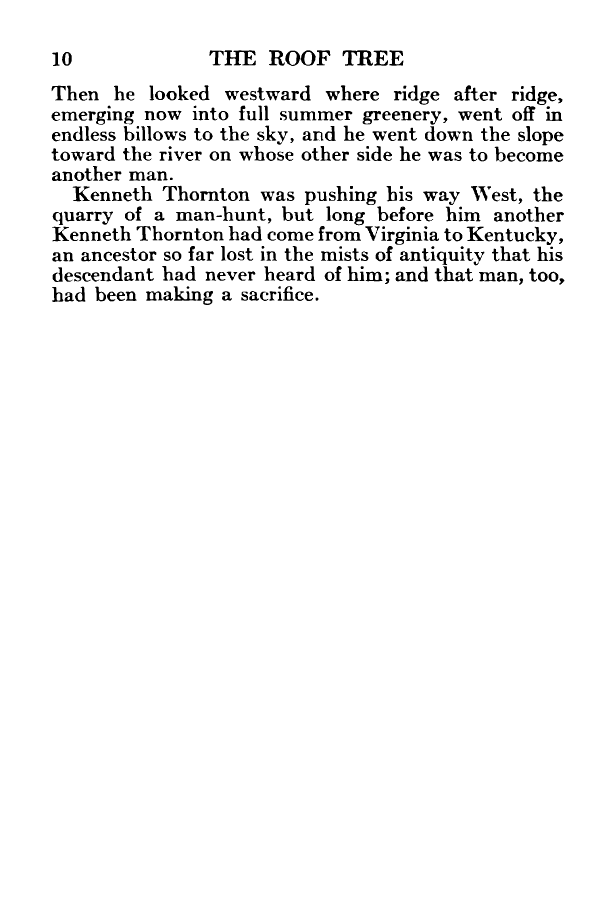 10 THE ROOF TREE
Then he looked westward where ridge after ridge,
emerging now into full summer greenery, went off in
endless billows to the sky, and he went down the slope
toward the river on whose other side he was to become
another man.
Kenneth Thornton was pushing his way West, the
quarry of a man-hunt, but long before him another
Kenneth Thornton had come from Virginia to Kentucky,
an ancestor so far lost in the mists of antiquity that his
descendant had never heard of him; and that man, too,
had been making a sacrifice.